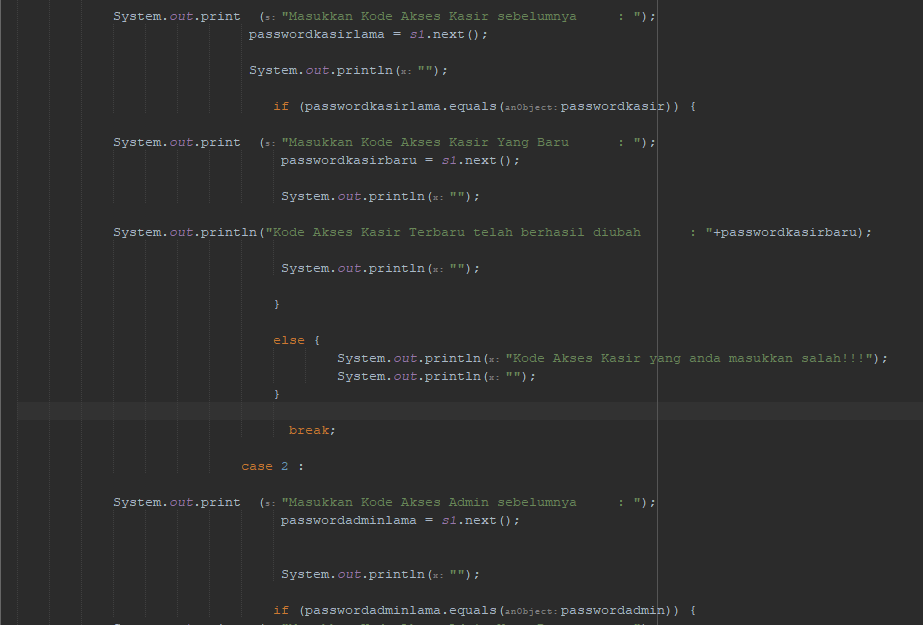 System.out.print  (s: "Masukkan Kode Akses Kasir sebelumnya     : ");
passwordkasirlama = s1.next();
System.out.println(x: "");
if (passwordkasirlama.equals(anObject: passwordkasir)) {
System.out.print  (s: "Masukkan Kode Akses Kasir Yang Baru      : ");
passwordkasirbaru = s1.next();
System.out.println(x: "");
System.out.println("Kode Akses Kasir Terbaru telah berhasil diubah      : "+passwordkasirbaru);
System.out.println(x: "");
}
else {
System.out.println(x: "Kode Akses Kasir yang anda masukkan salah!!!");
System.out.println(x: "");
}
break;
case 2 :
System.out.print  (s: "Masukkan Kode Akses Admin sebelumnya     : ");
passwordadminlama = s1.next();
System.out.println(x: "");
if (passwordadminlama.equals(anObject: passwordadmin)) {